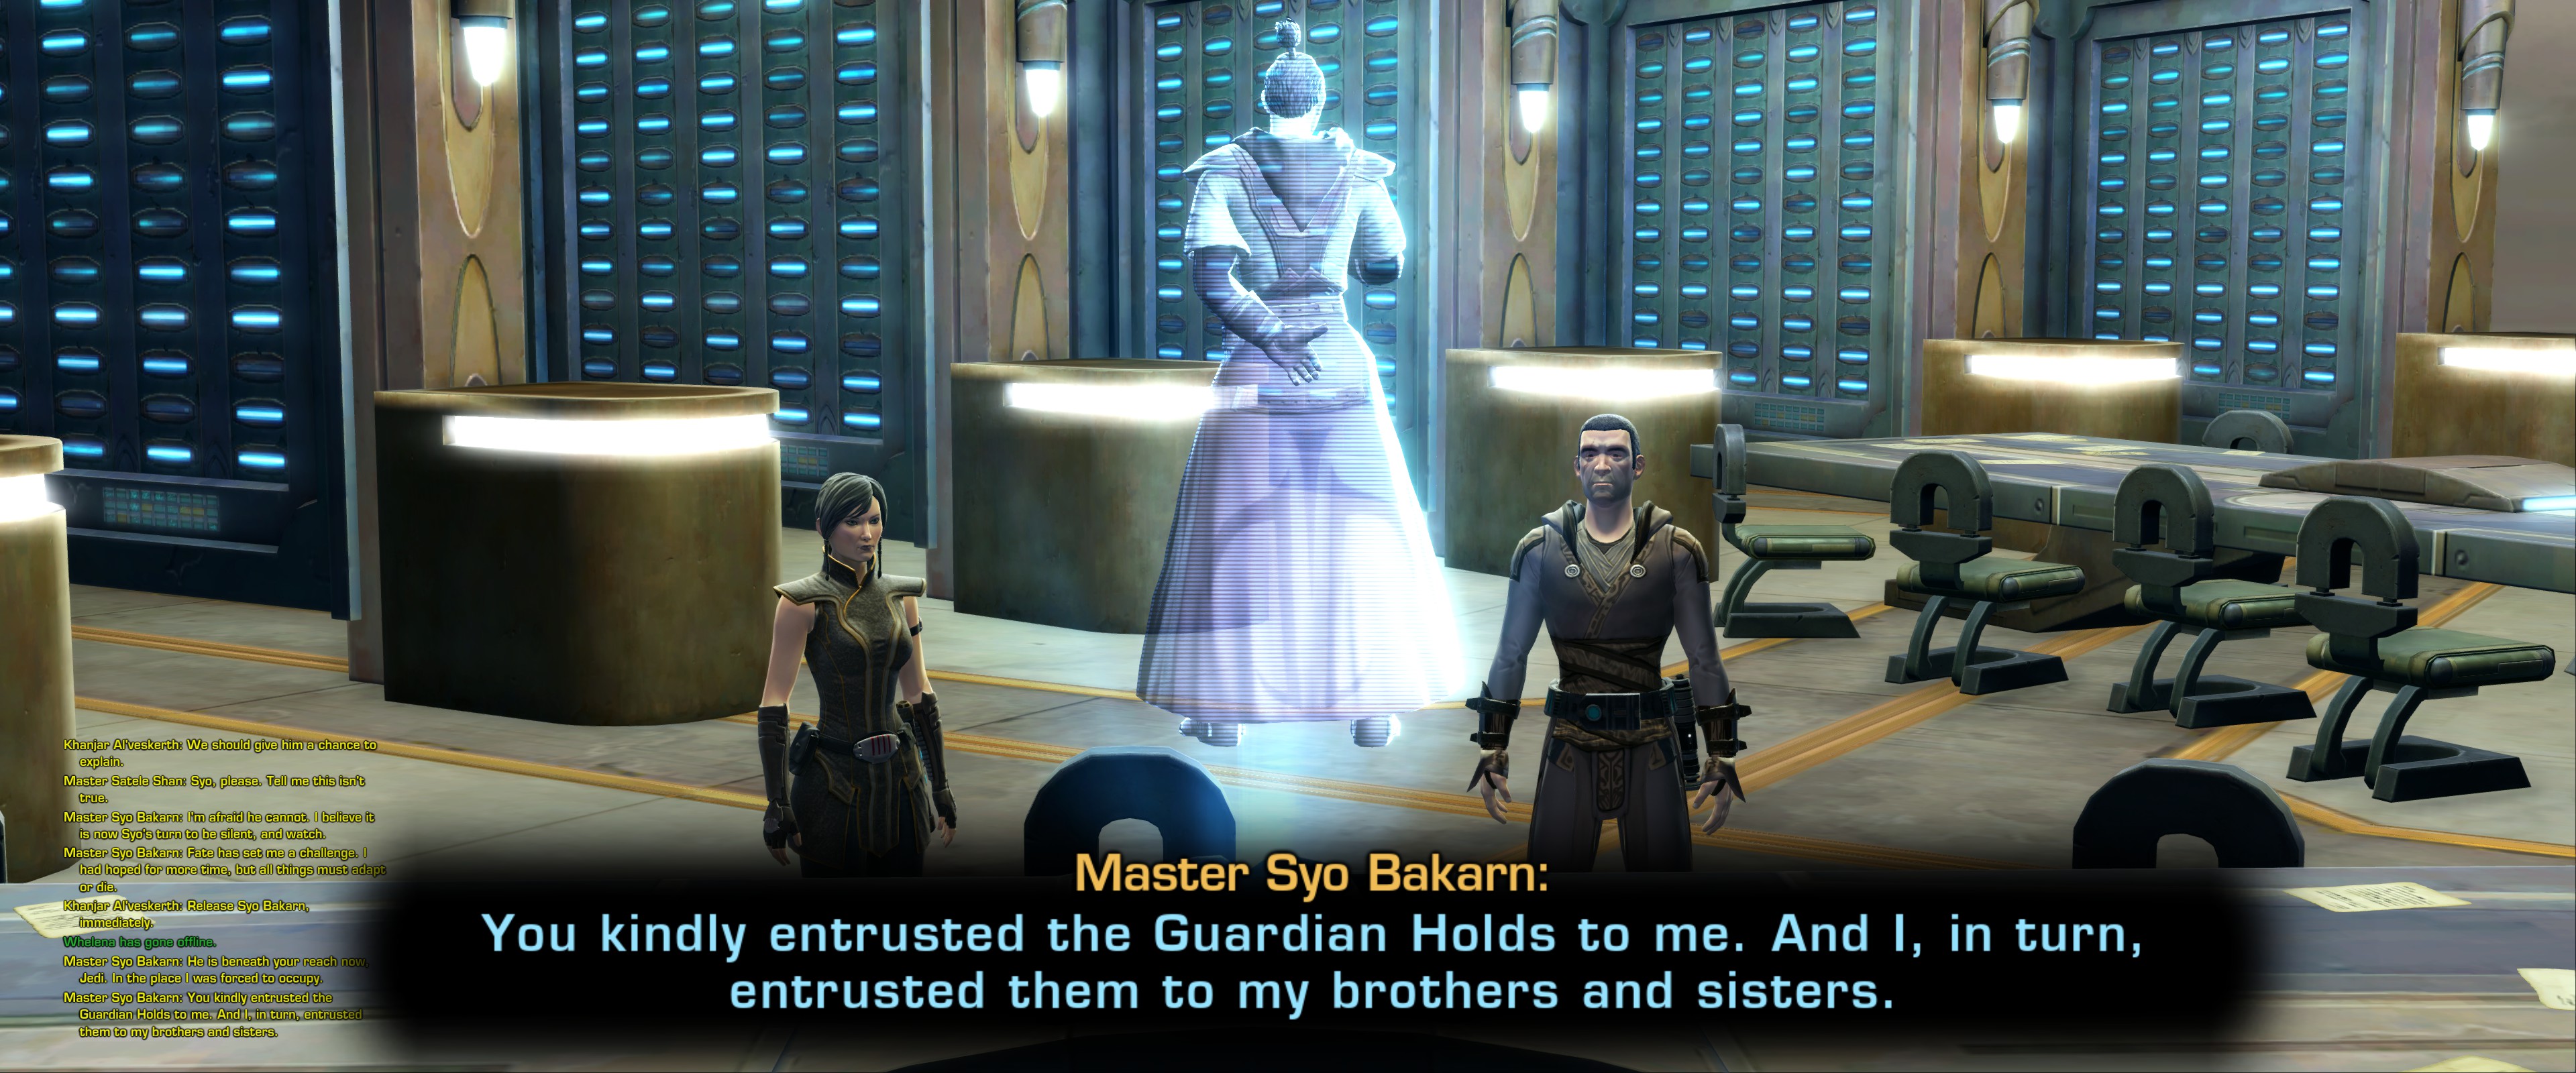 Khanjar Al'veskerth: We should give him a chance to
explain.
Master Satele Shan: Syo, please. Tell me this isn't
true.
Master Syo Bakarn: I'm afraid he cannot. I believe it
is now Syo's turn to be silent, and watch.
Master Syo Bakarn: Fate has set me a challenge. I
had hoped for more time, but all things must adapt
or die.
Khanjar Al'veskerth: Release Syo Bakarn,
immediately.
Whelena has gone offline.
Master Syo Bakarn: He is beneath your reach now,
Jedi. In the place I was forced to occupy.
Master Syo Bakarn: You kindly entrusted the
Guardian Holds to me. And I, in turn, entrusted
them to my brothers and sisters.
Master Syo Bakarn:
You kindly entrusted the Guardian Holds to me. And I, in turn,
entrusted them to my brothers and sisters.